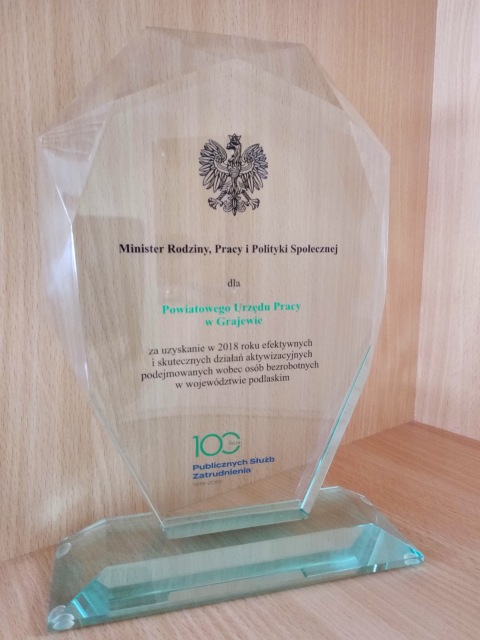 Minister Rodziny, Pracy i Polityki Społecznej
dla
Powiatowego Urzędu Pracy
w Grajewie
za uzyskanie w 2018 roku efektywnych
i skutecznych działań aktywizacyjnych
podejmowanych wobec osób bezrobotnych
w województwie podlaskim
100
Publicznych Służb
Zatrudnienia